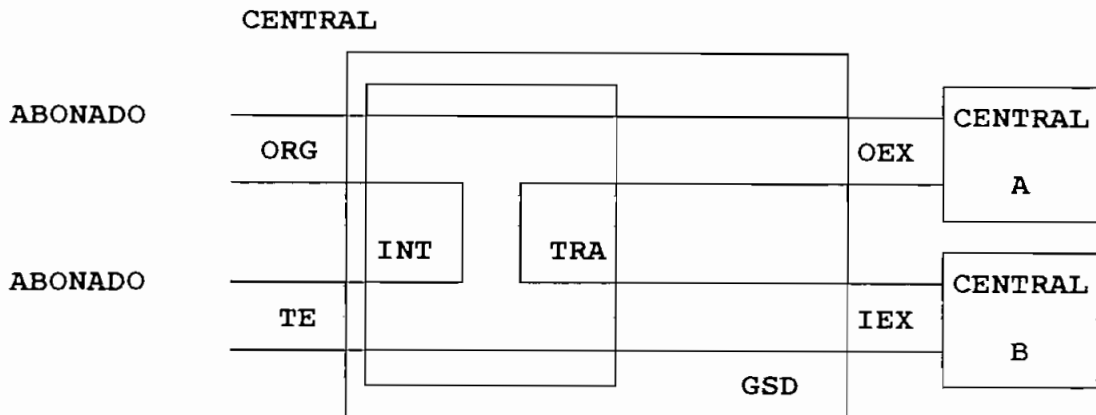 CENTRAL
ABONADO
CENTRAL
ORG
OEX
A
INT
TRA
ABONADO
CENTRAL
TE
IEX
B
GSD